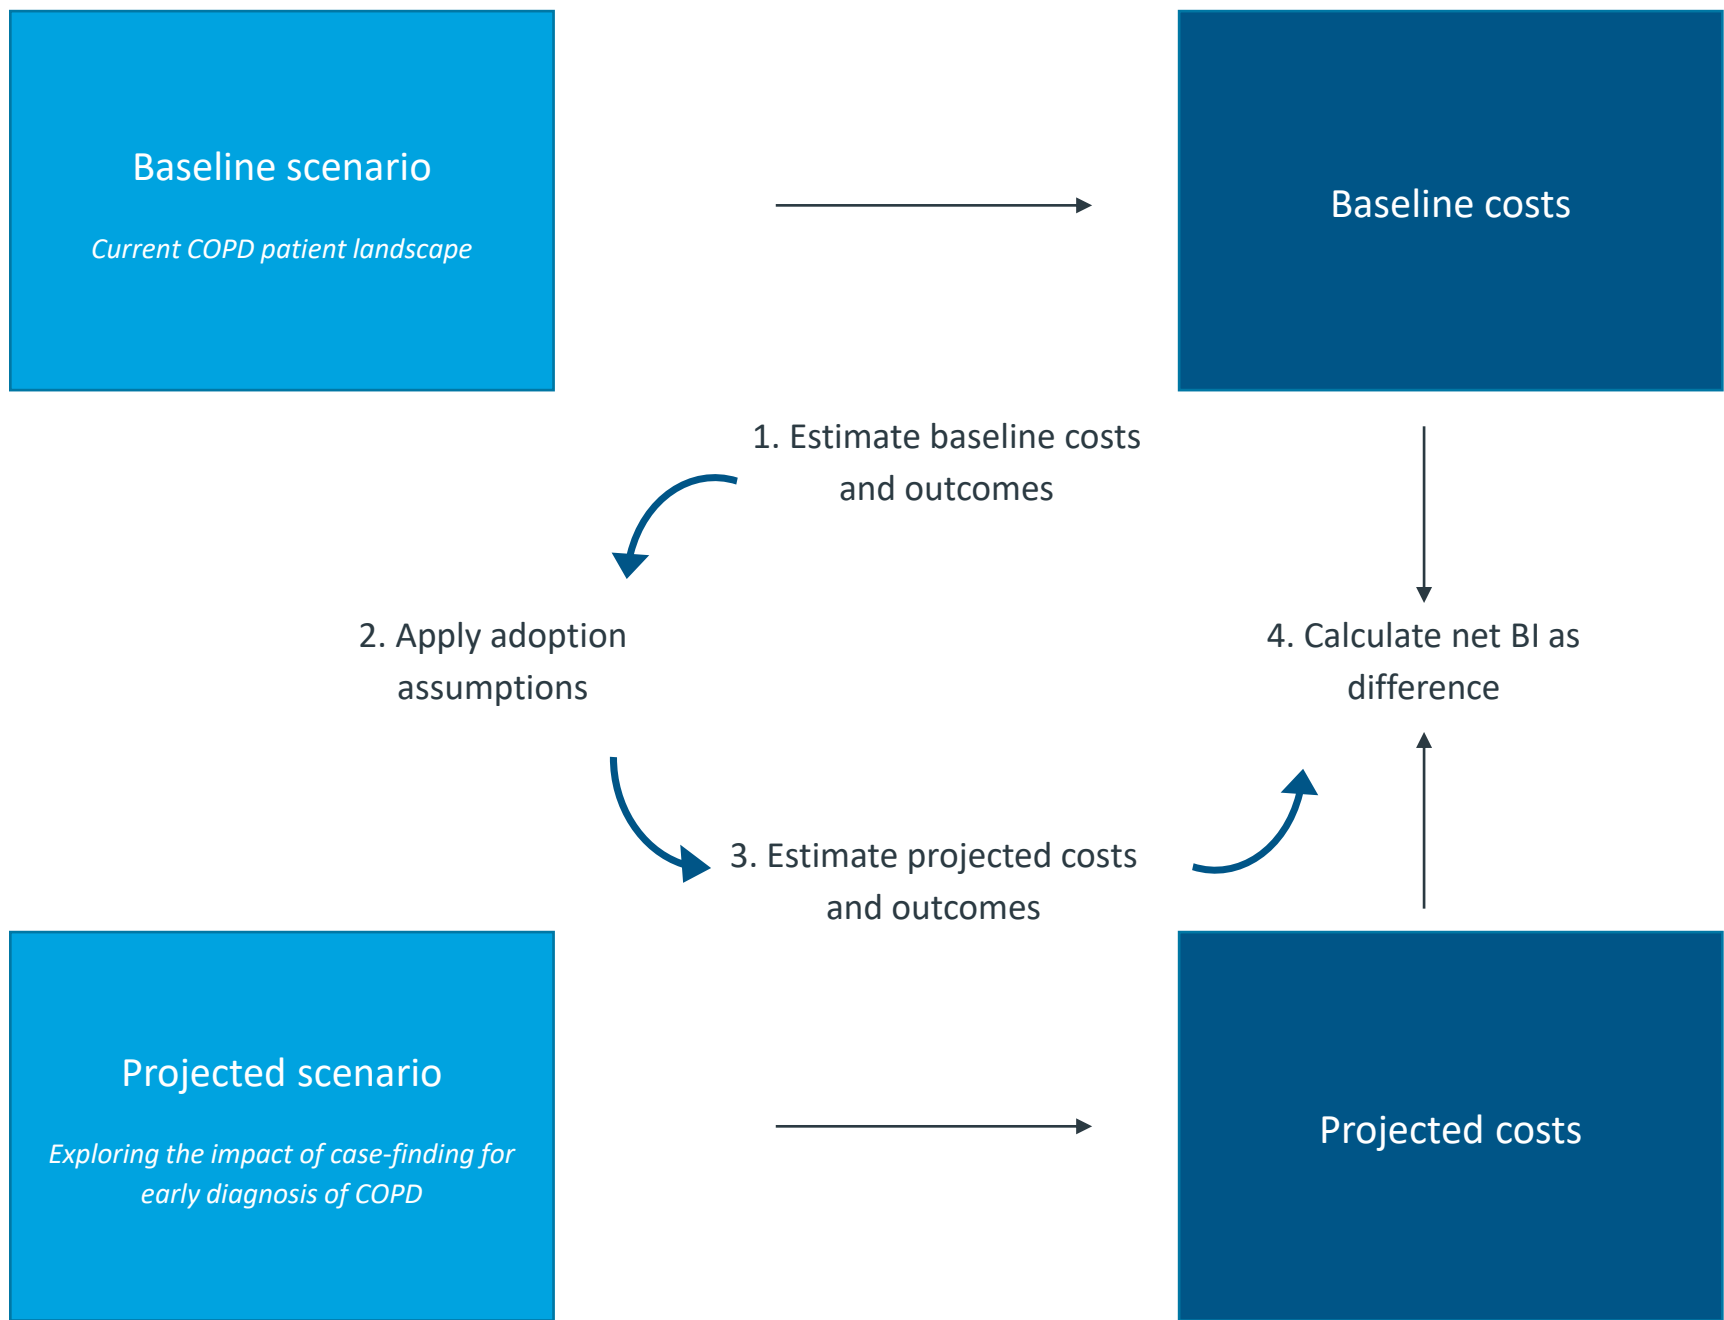 Baseline scenario
Current COPD patient landscape
Baseline costs
1. Estimate baseline costs
and outcomes
2. Apply adoption
assumptions
4. Calculate net BI as
difference
3. Estimate projected costs
and outcomes
Projected scenario
Exploring the impact of case-finding for
early diagnosis of COPD
Projected costs